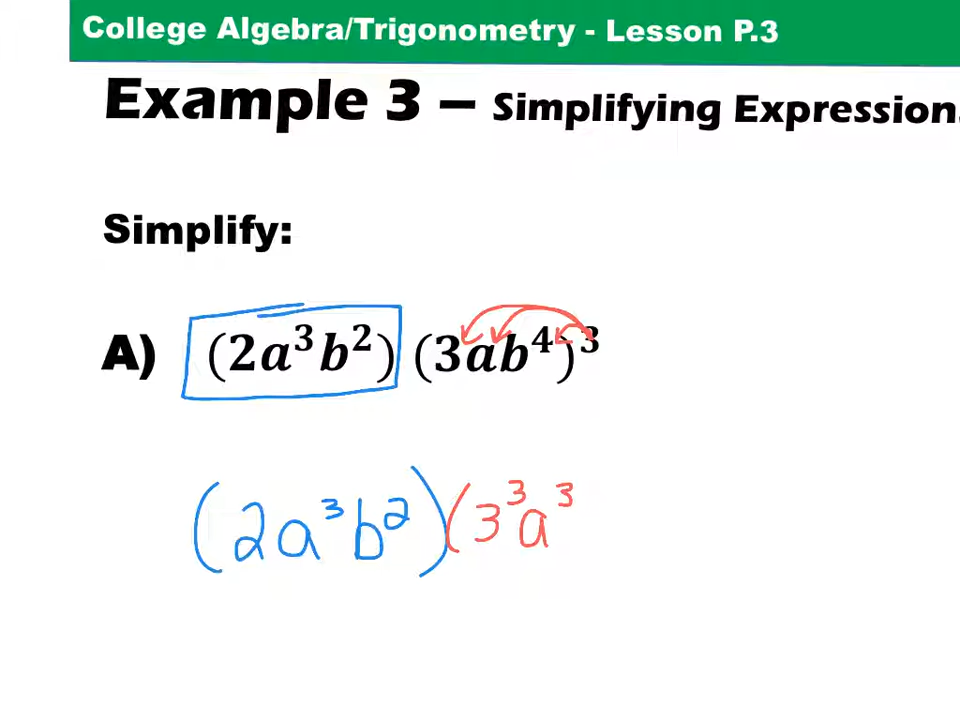 College Algebra/Trigonometry - Lesson P.3
Example 3 – Simplifying Expression
Simplify:
A) (2a³b²)(3ab⁴)³
(2a³b²)(3³a³